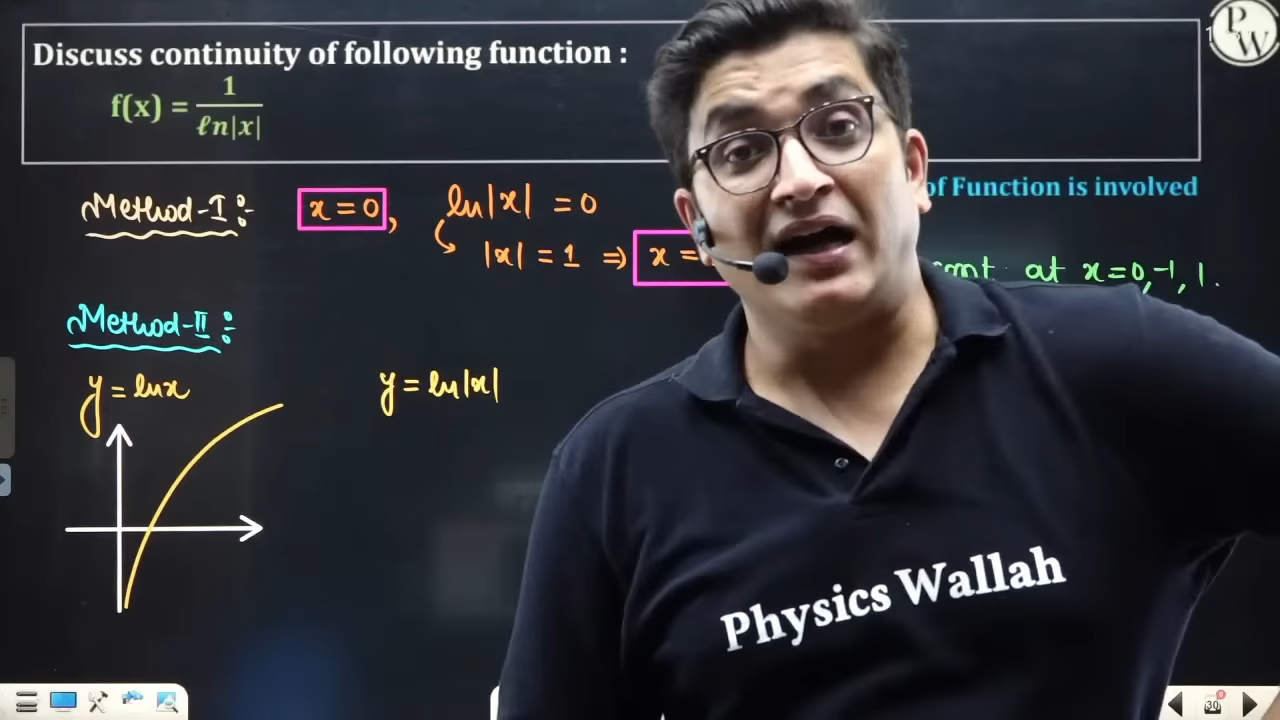 Discuss continuity of following function :
f(x) = 1/ℓn|x|
PW
of Function is involved
Method-I :-
x = 0, ln|x| = 0
|x| = 1 ⇒ x =
at x=0,-1, 1.
Method-II :-
y = lnx
y = ln|x|
Physics Wallah
30